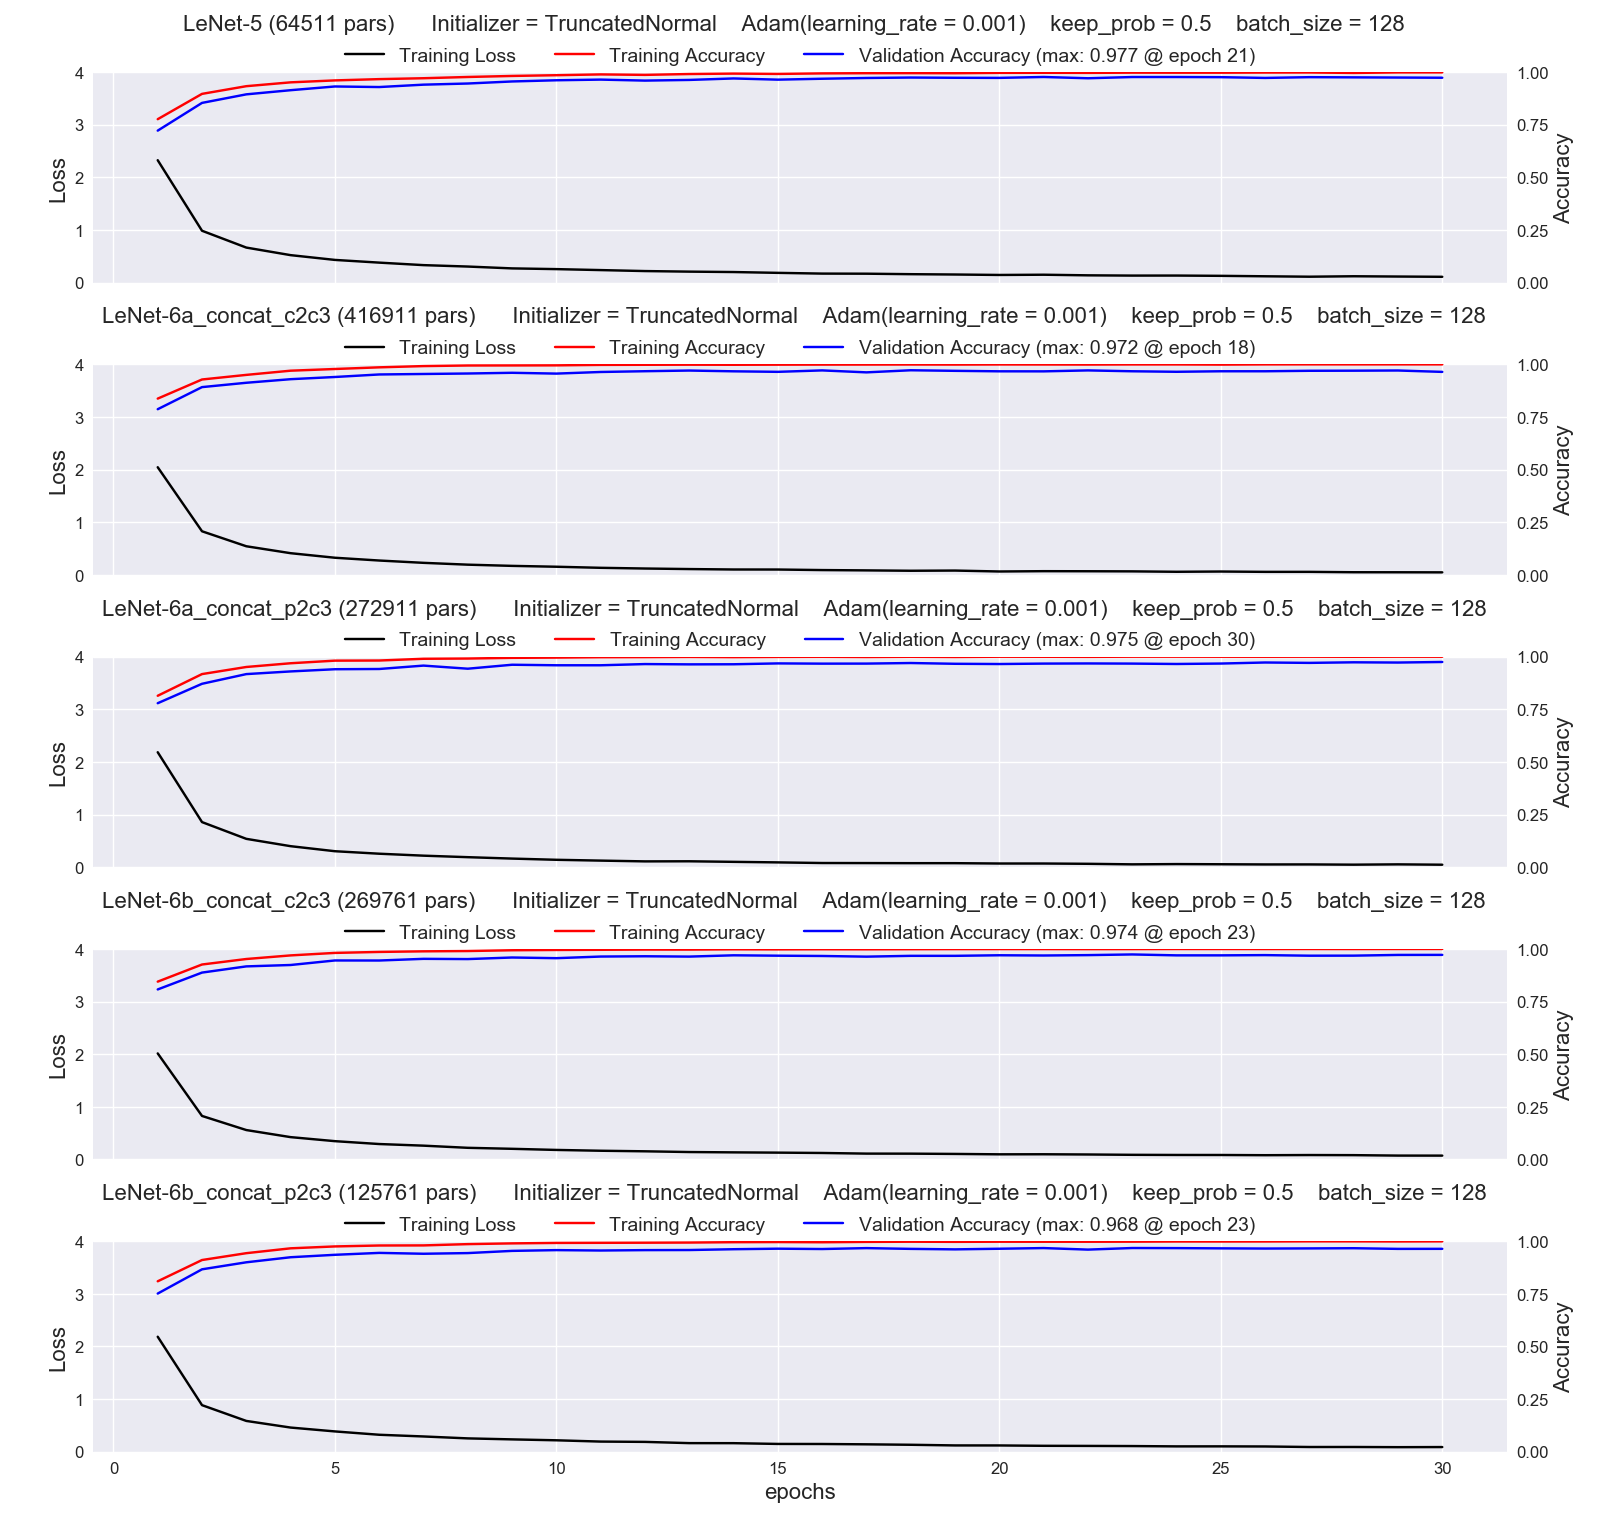 LeNet-5 (64511 pars) Initializer = TruncatedNormal Adam(learning_rate = 0.001) keep_prob = 0.5 batch_size = 128
Training Loss Training Accuracy Validation Accuracy (max: 0.977 @ epoch 21)
4 1.00
3 0.75
2 0.50
1 0.25
0 0.00
Loss
Accuracy
LeNet-6a_concat_c2c3 (416911 pars) Initializer = TruncatedNormal Adam(learning_rate = 0.001) keep_prob = 0.5 batch_size = 128
Training Loss Training Accuracy Validation Accuracy (max: 0.972 @ epoch 18)
4 1.00
3 0.75
2 0.50
1 0.25
0 0.00
Loss
Accuracy
LeNet-6a_concat_p2c3 (272911 pars) Initializer = TruncatedNormal Adam(learning_rate = 0.001) keep_prob = 0.5 batch_size = 128
Training Loss Training Accuracy Validation Accuracy (max: 0.975 @ epoch 30)
4 1.00
3 0.75
2 0.50
1 0.25
0 0.00
Loss
Accuracy
LeNet-6b_concat_c2c3 (269761 pars) Initializer = TruncatedNormal Adam(learning_rate = 0.001) keep_prob = 0.5 batch_size = 128
Training Loss Training Accuracy Validation Accuracy (max: 0.974 @ epoch 23)
4 1.00
3 0.75
2 0.50
1 0.25
0 0.00
Loss
Accuracy
LeNet-6b_concat_p2c3 (125761 pars) Initializer = TruncatedNormal Adam(learning_rate = 0.001) keep_prob = 0.5 batch_size = 128
Training Loss Training Accuracy Validation Accuracy (max: 0.968 @ epoch 23)
4 1.00
3 0.75
2 0.50
1 0.25
0 0.00
Loss
Accuracy
0 5 10 15 20 25 30
epochs